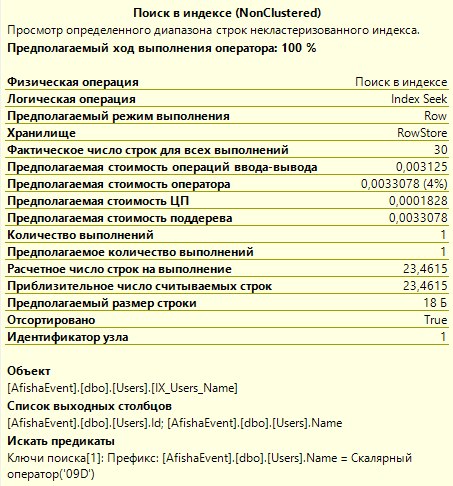 Поиск в индексе (NonClustered)
Просмотр определенного диапазона строк некластеризованного индекса.
Предполагаемый ход выполнения оператора: 100 %
Физическая операция Поиск в индексе
Логическая операция Index Seek
Предполагаемый режим выполнения Row
Хранилище RowStore
Фактическое число строк для всех выполнений 30
Предполагаемая стоимость операций ввода-вывода 0,003125
Предполагаемая стоимость оператора 0,0033078 (4%)
Предполагаемая стоимость ЦП 0,0001828
Предполагаемая стоимость поддерева 0,0033078
Количество выполнений 1
Предполагаемое количество выполнений 1
Расчетное число строк на выполнение 23,4615
Приблизительное число считываемых строк 23,4615
Предполагаемый размер строки 18 Б
Отсортировано True
Идентификатор узла 1
Объект
[AfishaEvent].[dbo].[Users].[IX_Users_Name]
Список выходных столбцов
[AfishaEvent].[dbo].[Users].Id; [AfishaEvent].[dbo].[Users].Name
Искать предикаты
Ключи поиска[1]: Префикс: [AfishaEvent].[dbo].[Users].Name = Скалярный
оператор('09D')